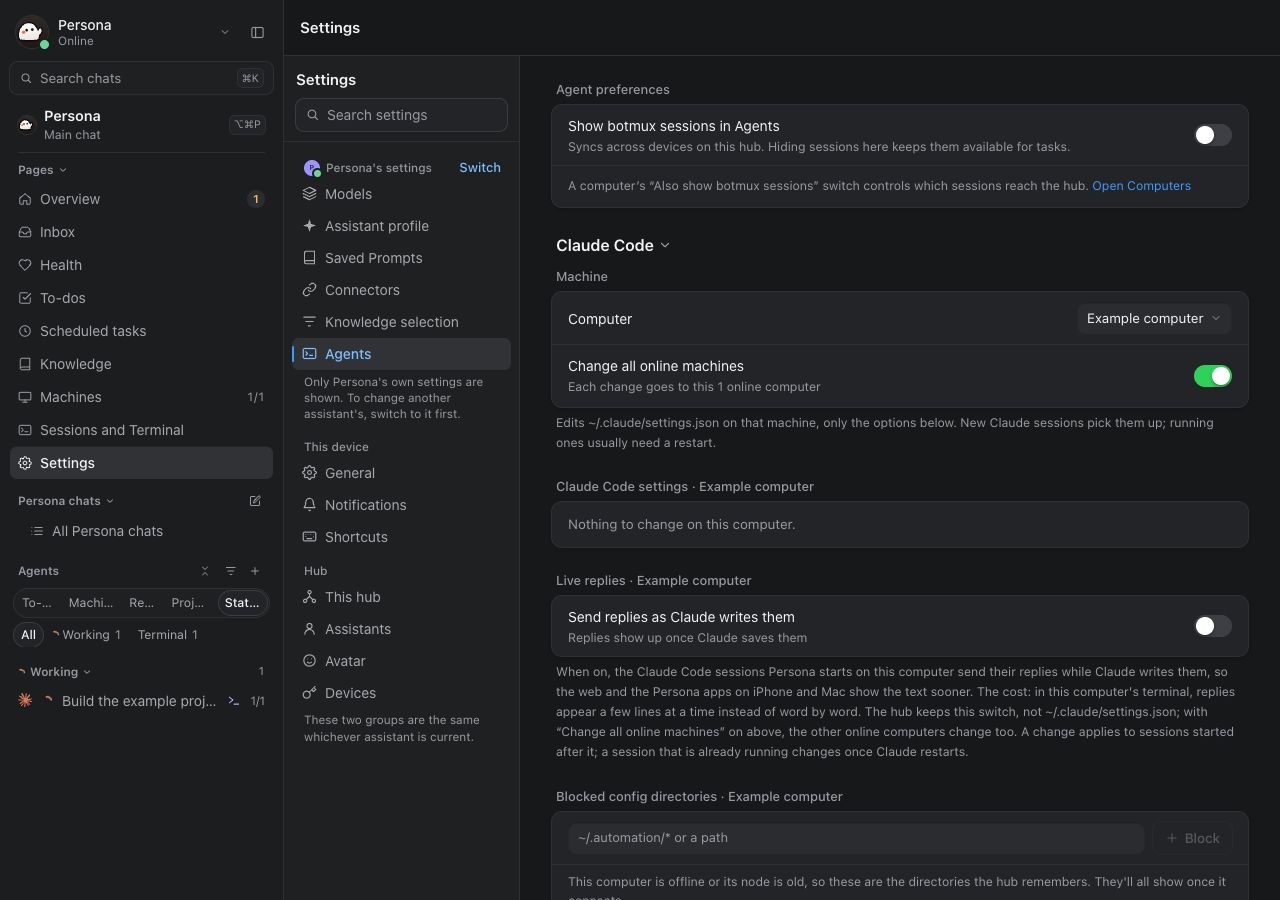 Persona
Online
Search chats
⌘K
Persona
Main chat
⌥⌘P
Pages
Overview
1
Inbox
Health
To-dos
Scheduled tasks
Knowledge
Machines
1/1
Sessions and Terminal
Settings
Persona chats
All Persona chats
Agents
To-...
Machi...
Re...
Proj...
Stat...
All
Working 1
Terminal 1
Working
1
Build the example proj...
1/1
Settings
Settings
Search settings
P
Persona's settings
Switch
Models
Assistant profile
Saved Prompts
Connectors
Knowledge selection
Agents
Only Persona's own settings are
shown. To change another
assistant's, switch to it first.
This device
General
Notifications
Shortcuts
Hub
This hub
Assistants
Avatar
Devices
These two groups are the same
whichever assistant is current.
Agent preferences
Show botmux sessions in Agents
Syncs across devices on this hub. Hiding sessions here keeps them available for tasks.
A computer's “Also show botmux sessions” switch controls which sessions reach the hub. Open Computers
Claude Code
Machine
Computer
Example computer
Change all online machines
Each change goes to this 1 online computer
Edits ~/.claude/settings.json on that machine, only the options below. New Claude sessions pick them up; running
ones usually need a restart.
Claude Code settings · Example computer
Nothing to change on this computer.
Live replies · Example computer
Send replies as Claude writes them
Replies show up once Claude saves them
When on, the Claude Code sessions Persona starts on this computer send their replies while Claude writes them, so
the web and the Persona apps on iPhone and Mac show the text sooner. The cost: in this computer's terminal, replies
appear a few lines at a time instead of word by word. The hub keeps this switch, not ~/.claude/settings.json; with
“Change all online machines” on above, the other online computers change too. A change applies to sessions started
after it; a session that is already running changes once Claude restarts.
Blocked config directories · Example computer
~/.automation/* or a path
+ Block
This computer is offline or its node is old, so these are the directories the hub remembers. They'll all show once it